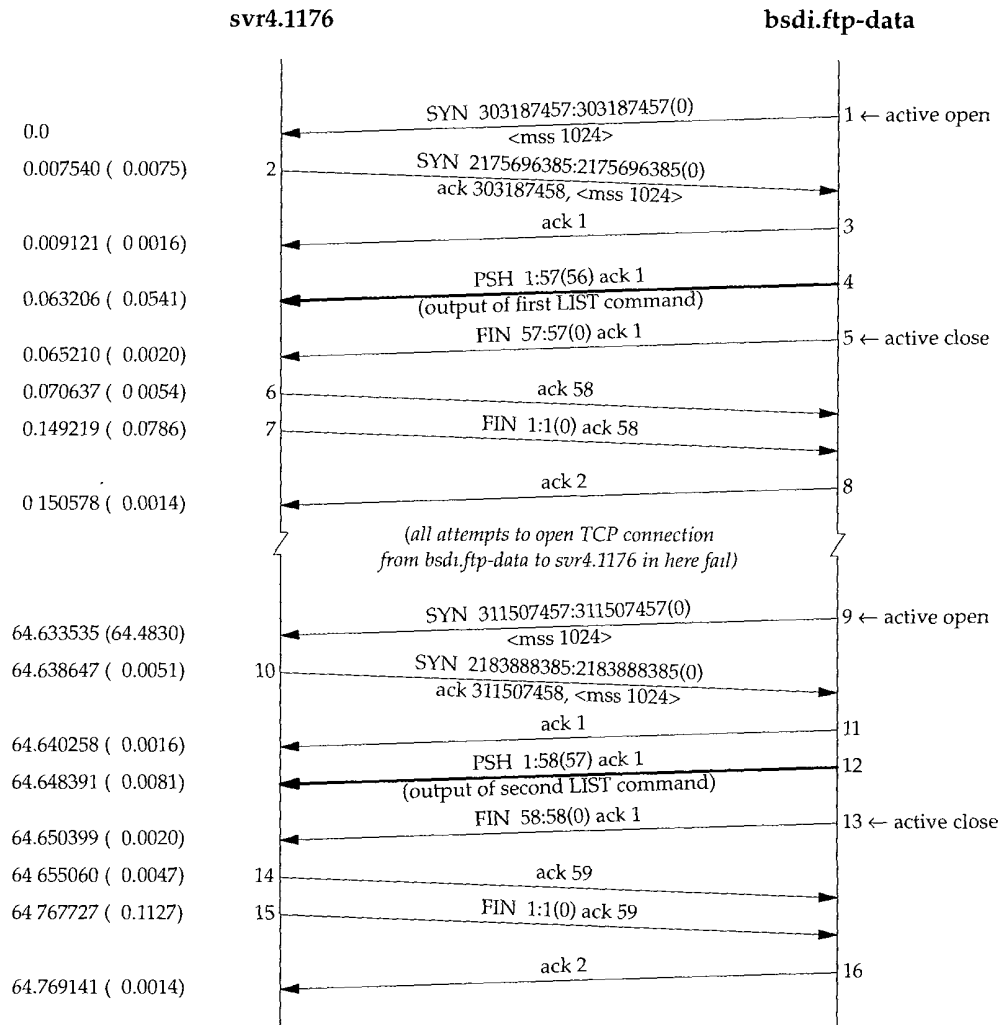 svr4.1176 bsdi.ftp-data
SYN 303187457:303187457(0) 1 ← active open
0.0 <mss 1024>
0.007540 ( 0.0075) 2 SYN 2175696385:2175696385(0)
ack 303187458, <mss 1024>
ack 1 3
0.009121 ( 0 0016)
PSH 1:57(56) ack 1 4
0.063206 ( 0.0541) (output of first LIST command)
FIN 57:57(0) ack 1 5 ← active close
0.065210 ( 0.0020)
0.070637 ( 0 0054) 6 ack 58
0.149219 ( 0.0786) 7 FIN 1:1(0) ack 58
ack 2 8
0 150578 ( 0.0014)
(all attempts to open TCP connection
from bsdi.ftp-data to svr4.1176 in here fail)
SYN 311507457:311507457(0) 9 ← active open
64.633535 (64.4830) <mss 1024>
64.638647 ( 0.0051) 10 SYN 2183888385:2183888385(0)
ack 311507458, <mss 1024>
ack 1 11
64.640258 ( 0.0016)
PSH 1:58(57) ack 1 12
64.648391 ( 0.0081) (output of second LIST command)
FIN 58:58(0) ack 1 13 ← active close
64.650399 ( 0.0020)
64 655060 ( 0.0047) 14 ack 59
64 767727 ( 0.1127) 15 FIN 1:1(0) ack 59
ack 2 16
64.769141 ( 0.0014)